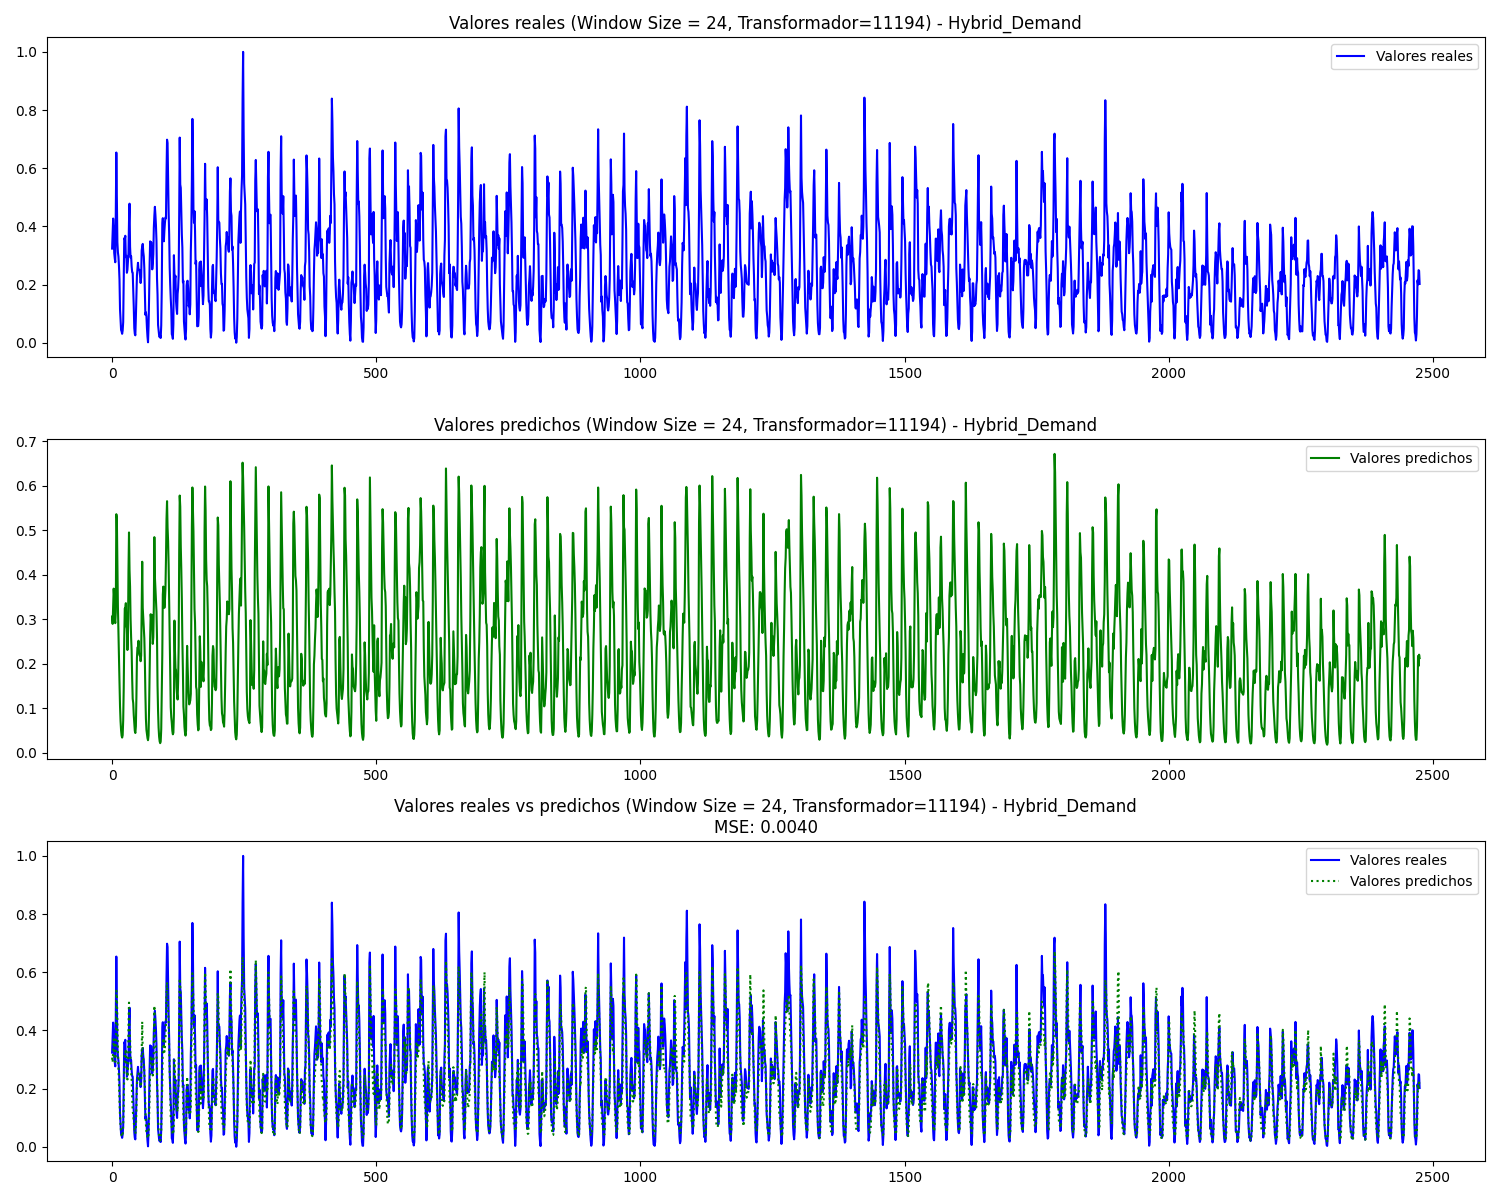 Valores reales (Window Size = 24, Transformador=11194) - Hybrid_Demand
Valores reales
1.0
0.8
0.6
0.4
0.2
0.0
0 500 1000 1500 2000 2500
Valores predichos (Window Size = 24, Transformador=11194) - Hybrid_Demand
Valores predichos
0.7
0.6
0.5
0.4
0.3
0.2
0.1
0.0
0 500 1000 1500 2000 2500
Valores reales vs predichos (Window Size = 24, Transformador=11194) - Hybrid_Demand
MSE: 0.0040
Valores reales
Valores predichos
1.0
0.8
0.6
0.4
0.2
0.0
0 500 1000 1500 2000 2500